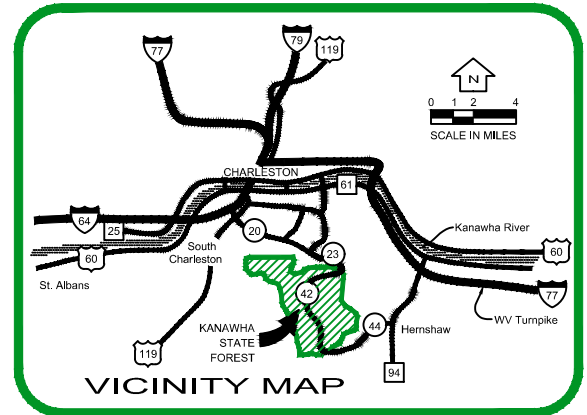 77
79
119
N
0 1 2 4
SCALE IN MILES
CHARLESTON
61
64
25
20
South
Charleston
23
Kanawha River
60
60
St. Albans
42
KANAWHA
STATE
FOREST
44
Hernshaw
77
WV Turnpike
119
94
VICINITY MAP